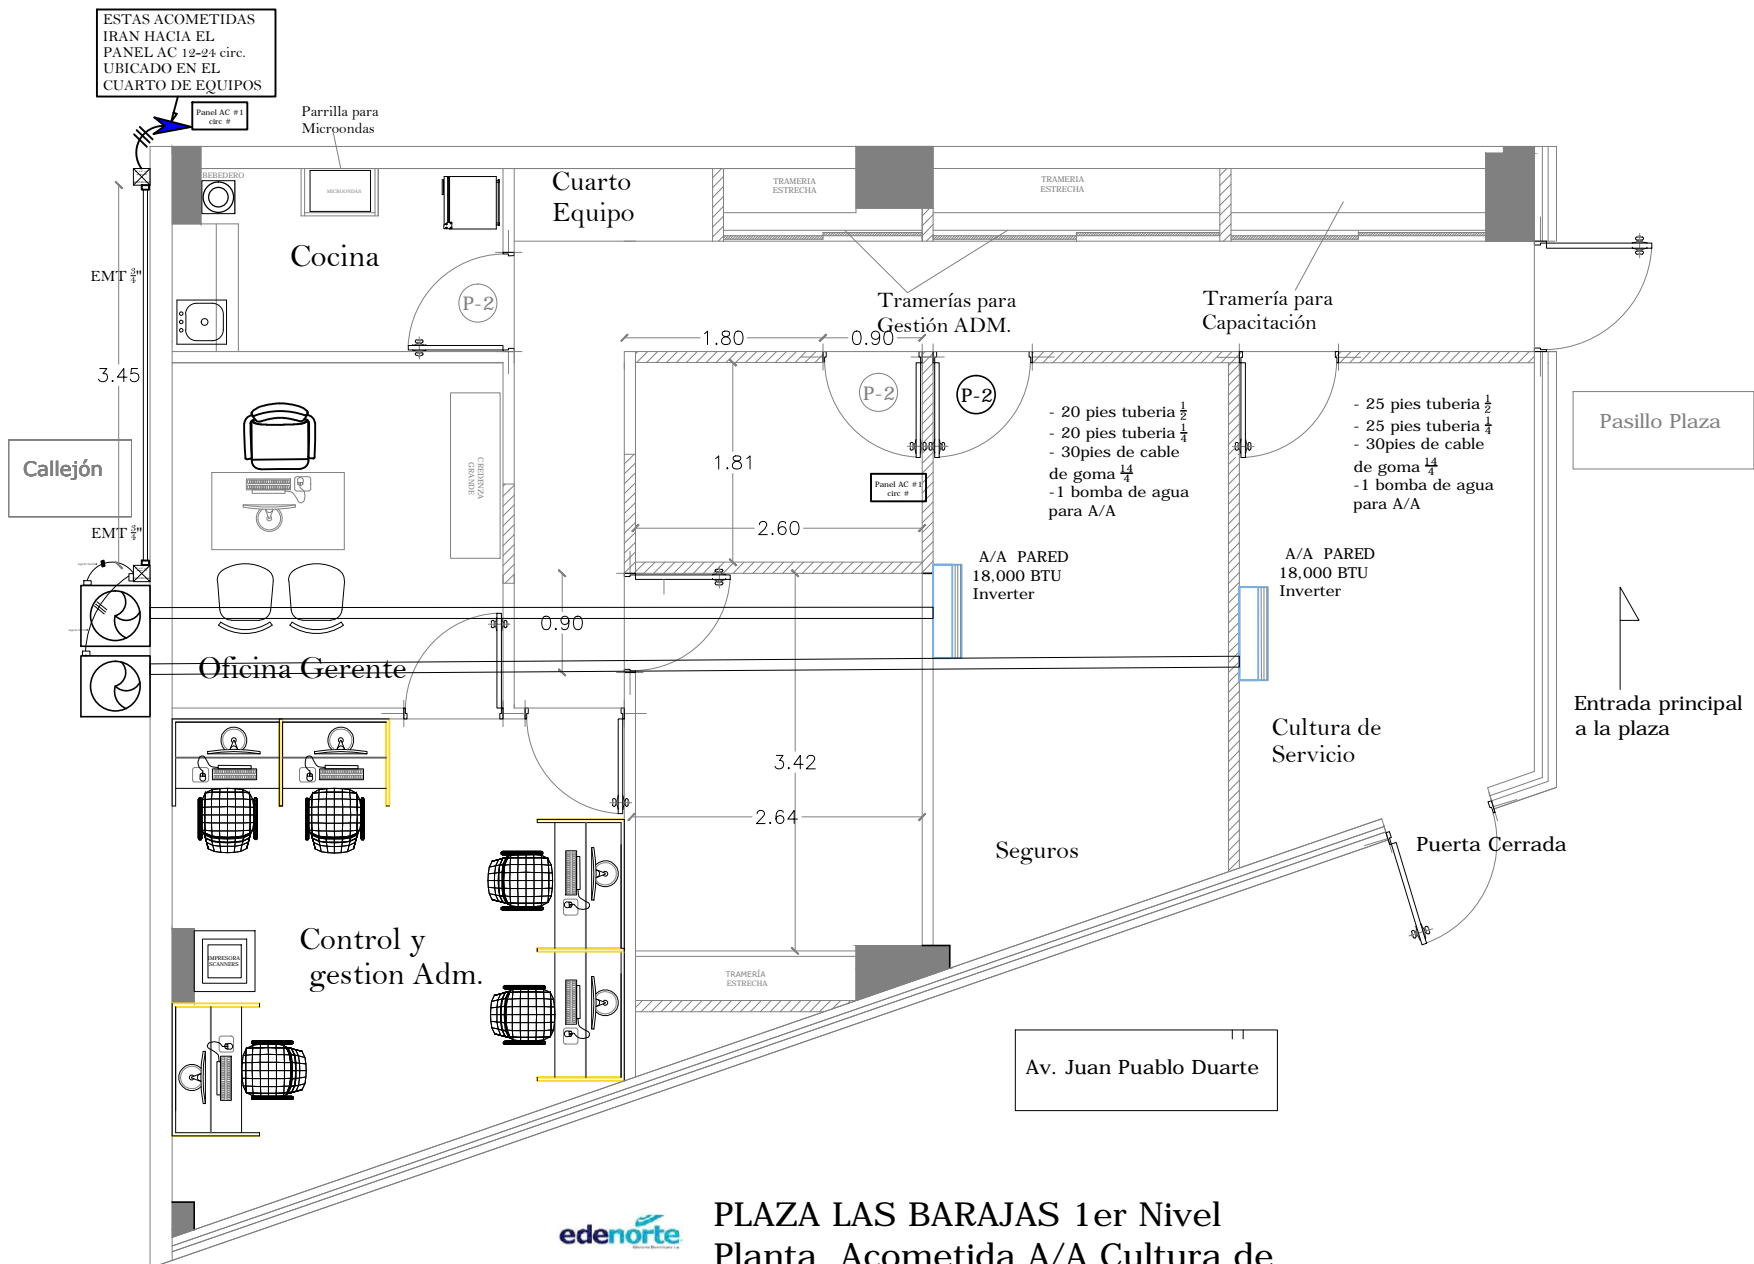 ESTAS ACOMETIDAS
IRAN HACIA EL
PANEL AC 12-24 circ.
UBICADO EN EL
CUARTO DE EQUIPOS
Panel AC #1
circ #
Parrilla para
Microondas
BEBEDERO
MICROONDAS
Cocina
Cuarto
Equipo
TRAMERIA
ESTRECHA
TRAMERIA
ESTRECHA
EMT 3/4"
P-2
Tramerías para
Gestión ADM.
Tramería para
Capacitación
1.80
0.90
3.45
P-2
P-2
- 20 pies tuberia 1/2
- 20 pies tuberia 1/4
- 30pies de cable
de goma 14/4
-1 bomba de agua
para A/A
- 25 pies tuberia 1/2
- 25 pies tuberia 1/4
- 30pies de cable
de goma 14/4
-1 bomba de agua
para A/A
Pasillo Plaza
Callejón
CREDENZA
GRANDE
1.81
Panel AC #1
circ #
2.60
EMT 3/4"
A/A PARED
18,000 BTU
Inverter
A/A PARED
18,000 BTU
Inverter
0.90
Oficina Gerente
Entrada principal
a la plaza
Cultura de
Servicio
3.42
2.64
Seguros
Puerta Cerrada
Control y
gestion Adm.
IMPRESORA
SCANNERS
TRAMERÍA
ESTRECHA
Av. Juan Puablo Duarte
edenorte
PLAZA LAS BARAJAS 1er Nivel
Planta Acometida A/A Cultura de